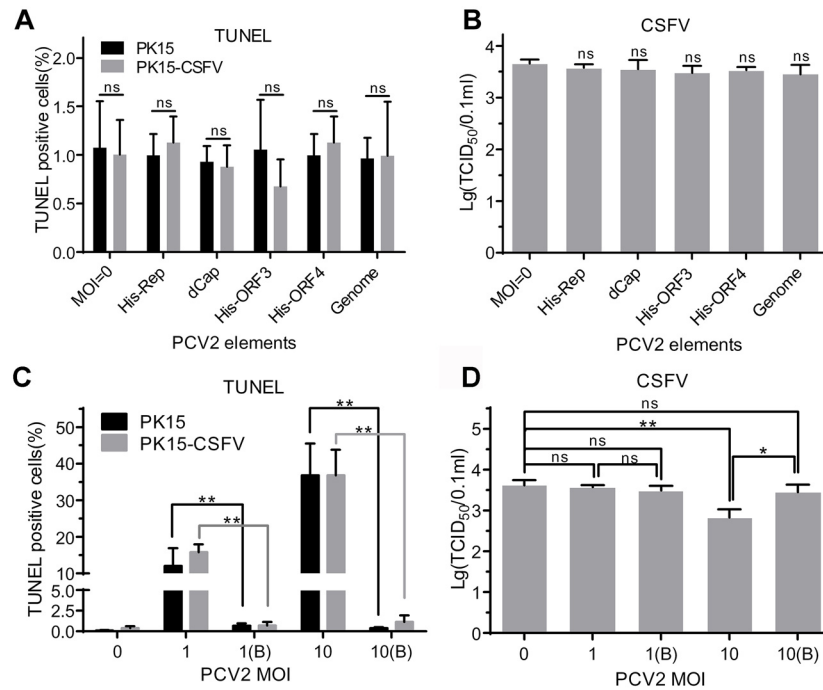 A
TUNEL
PK15
PK15-CSFV
TUNEL positive cells(%)
2.0
1.5
1.0
0.5
0.0
ns
ns
ns
ns
ns
ns
MOI=0
His-Rep
dCap
His-ORF3
His-ORF4
Genome
PCV2 elements
B
CSFV
Lg(TCID50/0.1ml)
4
3
2
1
0
ns
ns
ns
ns
ns
MOI=0
His-Rep
dCap
His-ORF3
His-ORF4
Genome
PCV2 elements
C
TUNEL
PK15
PK15-CSFV
TUNEL positive cells(%)
50
40
30
20
10
5.0
2.5
0.0
**
**
**
**
0
1
1(B)
10
10(B)
PCV2 MOI
D
CSFV
Lg(TCID50/0.1ml)
5
4
3
2
1
0
ns
**
ns
ns
ns
*
0
1
1(B)
10
10(B)
PCV2 MOI